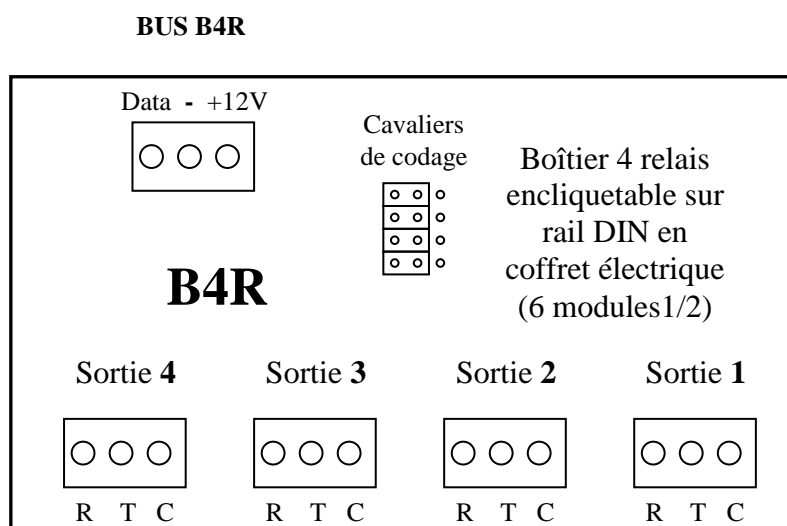 BUS B4R
Data - +12V
Cavaliers
de codage
Boîtier 4 relais
encliquetable sur
rail DIN en
coffret électrique
(6 modules1/2)
B4R
Sortie 4
Sortie 3
Sortie 2
Sortie 1
R T C
R T C
R T C
R T C